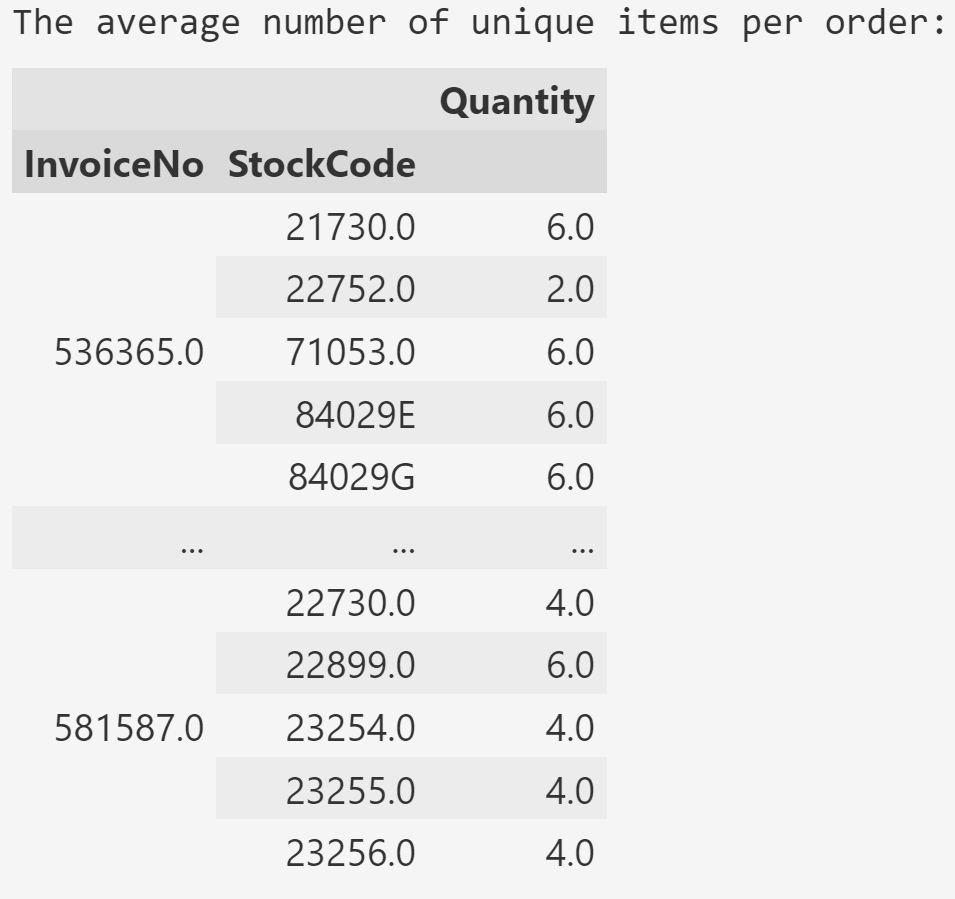 The average number of unique items per order:
Quantity
InvoiceNo StockCode
21730.0 6.0
22752.0 2.0
536365.0 71053.0 6.0
84029E 6.0
84029G 6.0
... ... ...
22730.0 4.0
22899.0 6.0
581587.0 23254.0 4.0
23255.0 4.0
23256.0 4.0